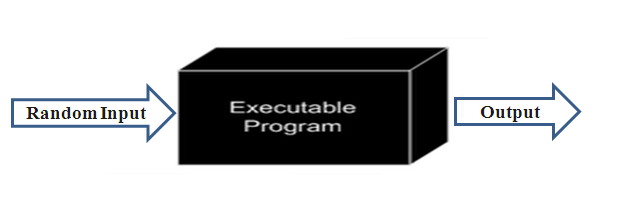 Random Input
Executable
Program
Output